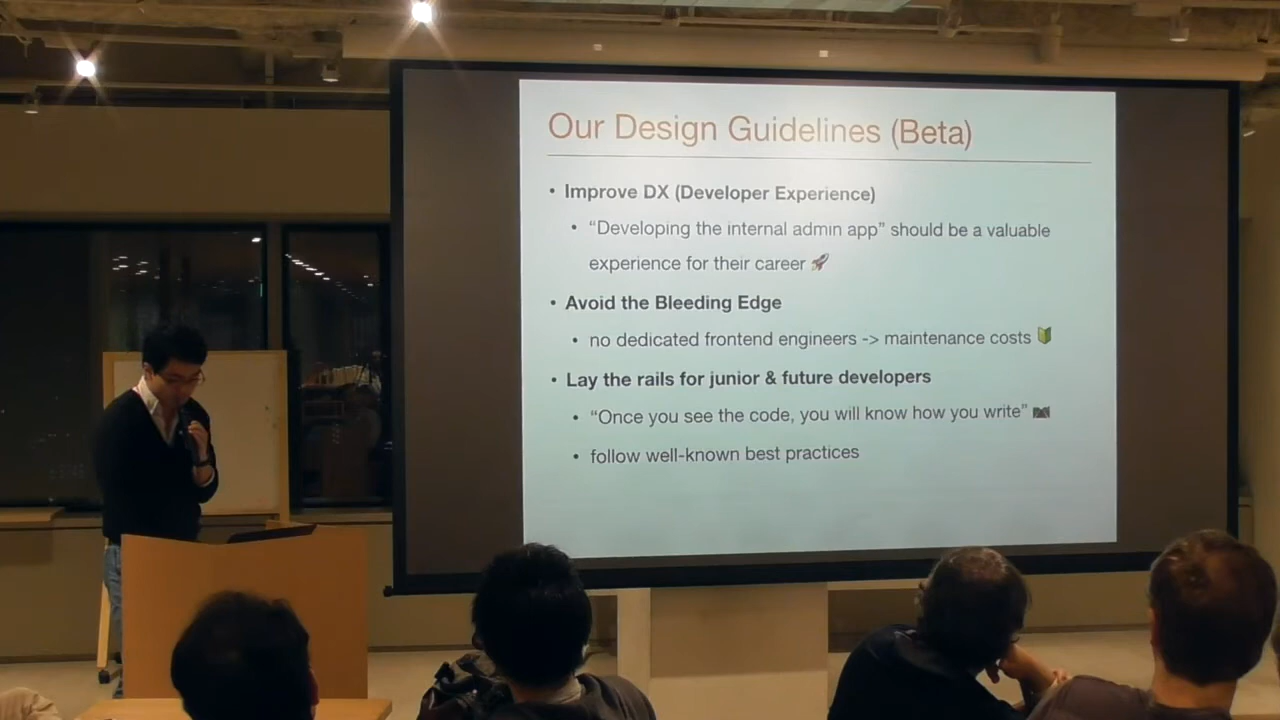 Our Design Guidelines (Beta)
• Improve DX (Developer Experience)
• “Developing the internal admin app” should be a valuable
experience for their career 🚀
• Avoid the Bleeding Edge
• no dedicated frontend engineers -> maintenance costs 🔰
• Lay the rails for junior & future developers
• “Once you see the code, you will know how you write” 🛤
• follow well-known best practices